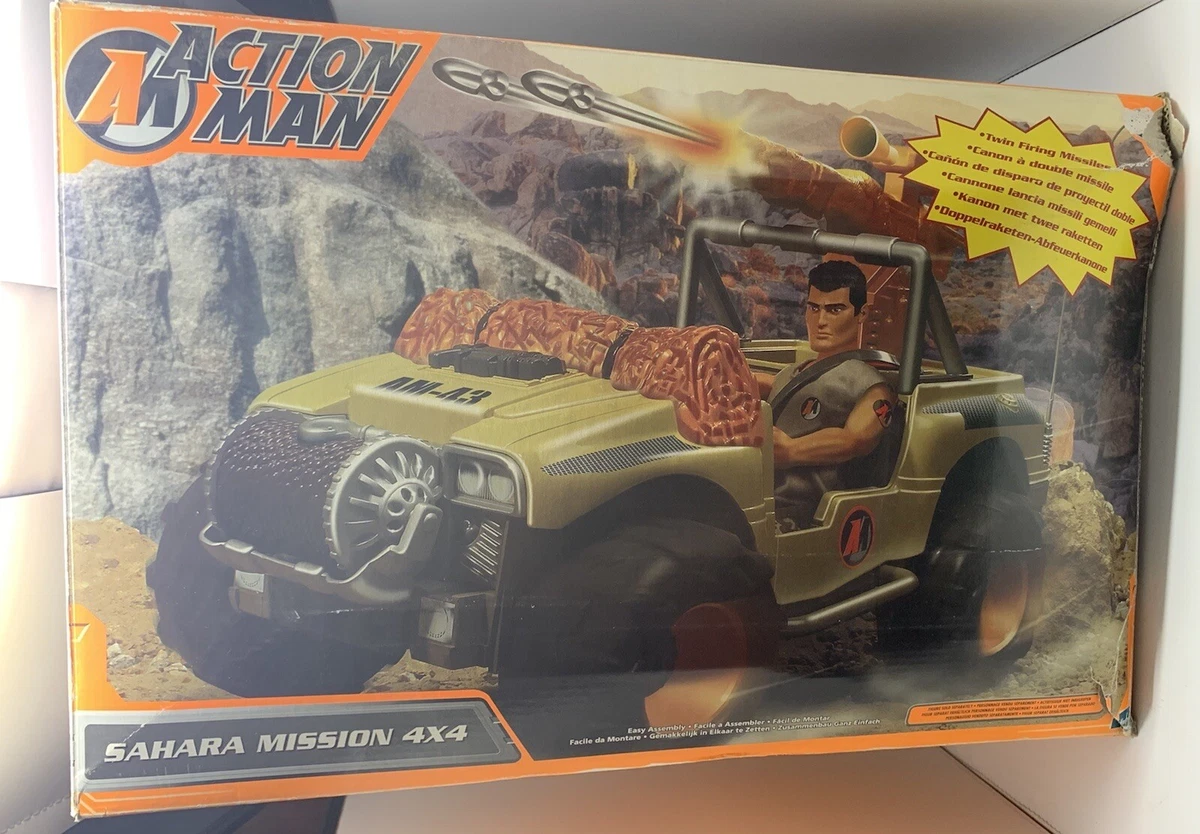 AM
ACTION
MAN
•Twin Firing Missiles
•Canon à double missile
•Cañón de disparo de proyectil doble
•Cannone lancia missili gemelli
•Kanon met twee raketten
•Doppelraketen-Abfeuerkanone
AM-43
SAHARA MISSION 4X4
Easy Assembly • Facile a Assembler • Fácil de Montar
Facile da Montare • Gemakkelijk in Elkaar te Zetten • Zusammenbau Ganz Einfach